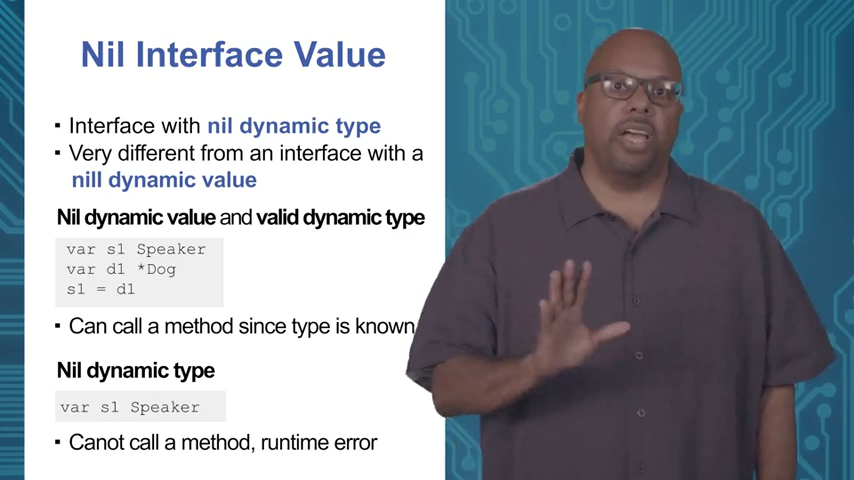 Nil Interface Value
▪ Interface with nil dynamic type
▪ Very different from an interface with a
nill dynamic value
Nil dynamic value and valid dynamic type
var s1 Speaker
var d1 *Dog
s1 = d1
▪ Can call a method since type is known
Nil dynamic type
var s1 Speaker
▪ Canot call a method, runtime error